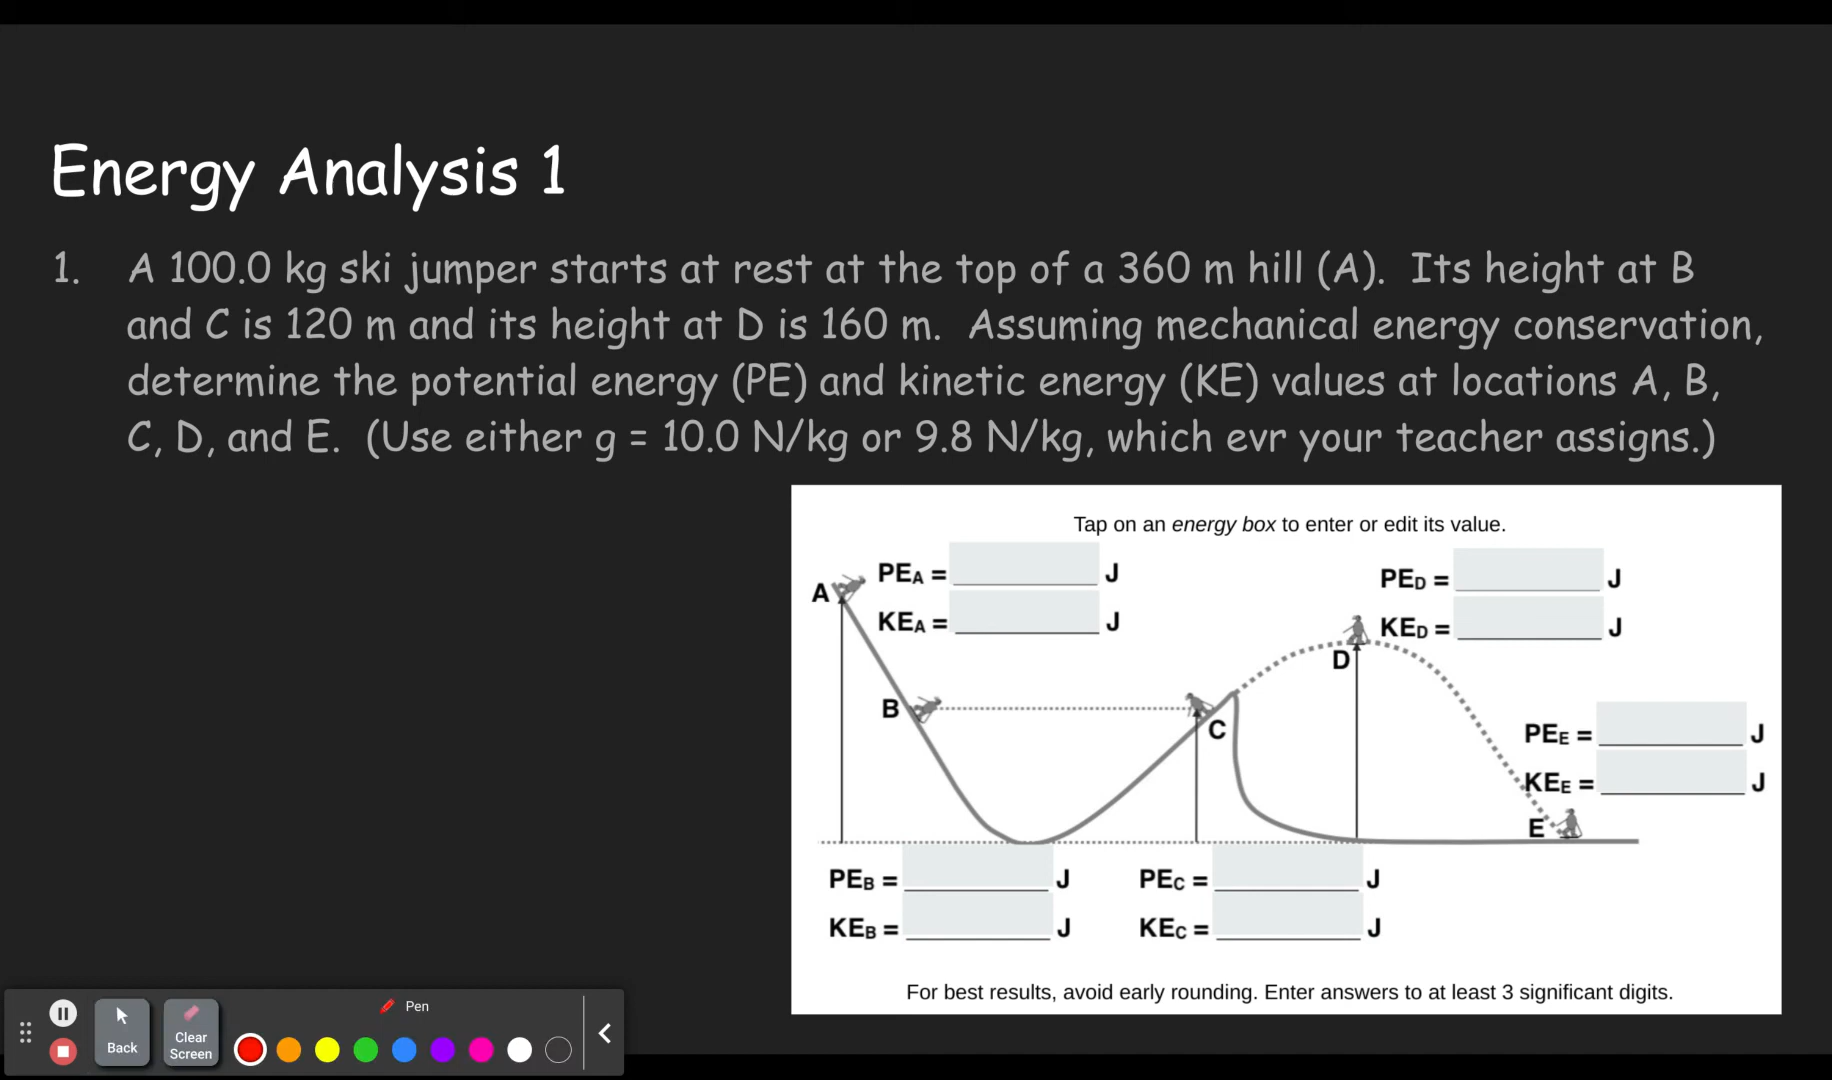 Energy Analysis 1
1. A 100.0 kg ski jumper starts at rest at the top of a 360 m hill (A). Its height at B
and C is 120 m and its height at D is 160 m. Assuming mechanical energy conservation,
determine the potential energy (PE) and kinetic energy (KE) values at locations A, B,
C, D, and E. (Use either g = 10.0 N/kg or 9.8 N/kg, which evr your teacher assigns.)
Tap on an energy box to enter or edit its value.
PEA = J
KEA = J
PED = J
KED = J
A
B
C
D
E
PEE = J
KEE = J
PEB = J
KEB = J
PEC = J
KEC = J
For best results, avoid early rounding. Enter answers to at least 3 significant digits.
Back
Clear
Screen
Pen